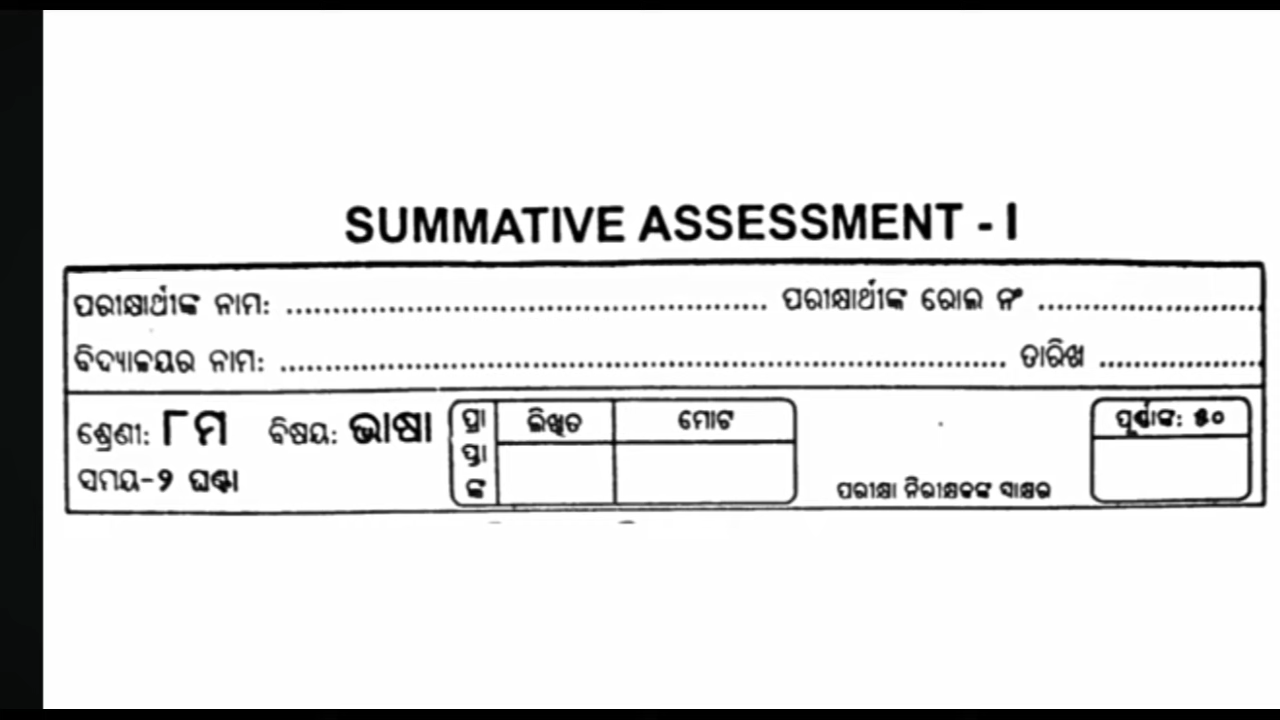 SUMMATIVE ASSESSMENT - I
ପରୀକ୍ଷାର୍ଥୀଙ୍କ ନାମ: ................................................ ପରୀକ୍ଷାର୍ଥୀଙ୍କ ରୋଲ ନଂ ........................
ବିଦ୍ୟାଳୟର ନାମ: ................................................................................ ତାରିଖ .................
ଶ୍ରେଣୀ: ୮ମ ବିଷୟ: ଭାଷା
ସମୟ-୨ ଘଣ୍ଟା
ପ୍ରାପ୍ତାଙ୍କ
ଲିଖିତ ମୋଟ
ପରୀକ୍ଷା ନିରୀକ୍ଷକଙ୍କ ସାକ୍ଷର
ପୂର୍ଣ୍ଣାଙ୍କ: ୫୦